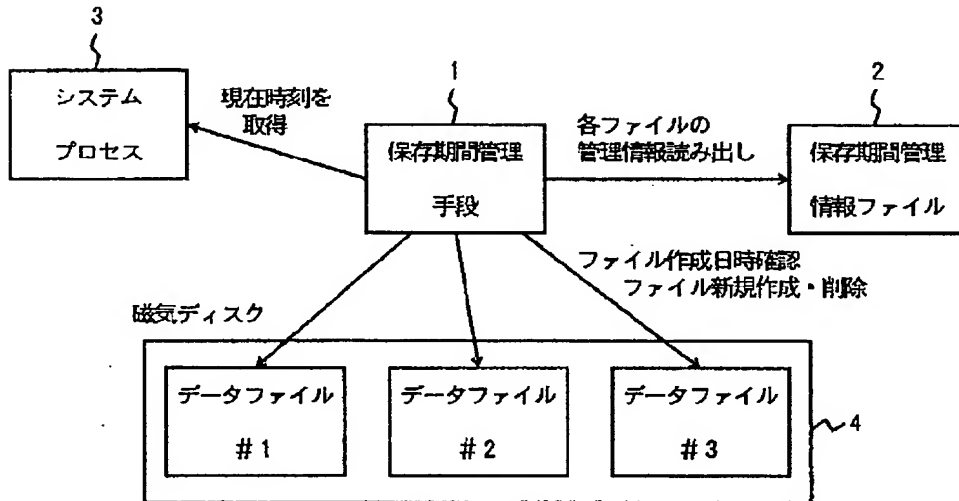 3
システム
プロセス
現在時刻を
取得
1
保存期間管理
手段
各ファイルの
管理情報読み出し
2
保存期間管理
情報ファイル
ファイル作成日時確認
ファイル新規作成・削除
磁気ディスク
データファイル
#1
データファイル
#2
データファイル
#3
4